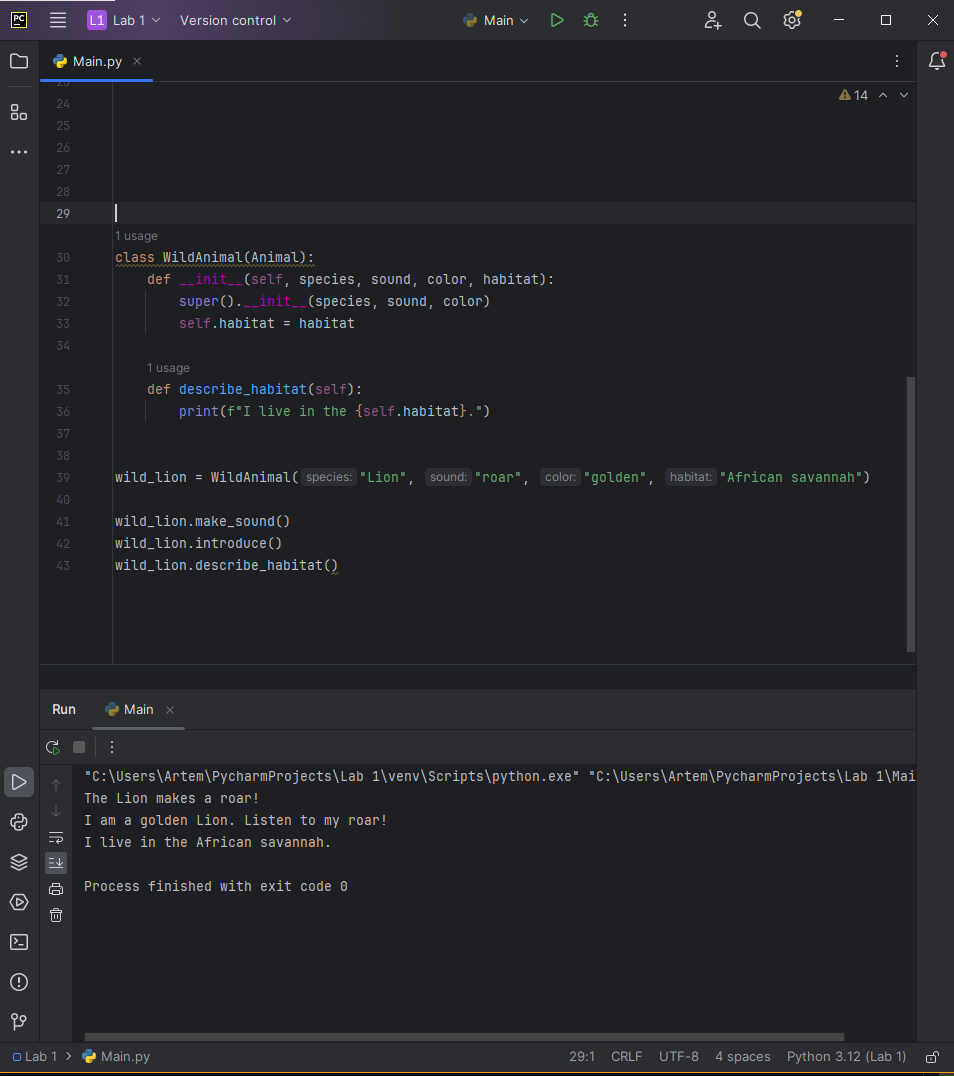 PC L1 Lab 1 Version control Main
Main.py
14
23
24
25
26
27
28
29
1 usage
30 class WildAnimal(Animal):
31 def __init__(self, species, sound, color, habitat):
32 super().__init__(species, sound, color)
33 self.habitat = habitat
34
1 usage
35 def describe_habitat(self):
36 print(f"I live in the {self.habitat}.")
37
38
39 wild_lion = WildAnimal( species: "Lion", sound: "roar", color: "golden", habitat: "African savannah")
40
41 wild_lion.make_sound()
42 wild_lion.introduce()
43 wild_lion.describe_habitat()
Run Main
"C:\Users\Artem\PycharmProjects\Lab 1\venv\Scripts\python.exe" "C:\Users\Artem\PycharmProjects\Lab 1\Mai
The Lion makes a roar!
I am a golden Lion. Listen to my roar!
I live in the African savannah.
Process finished with exit code 0
Lab 1 > Main.py 29:1 CRLF UTF-8 4 spaces Python 3.12 (Lab 1)